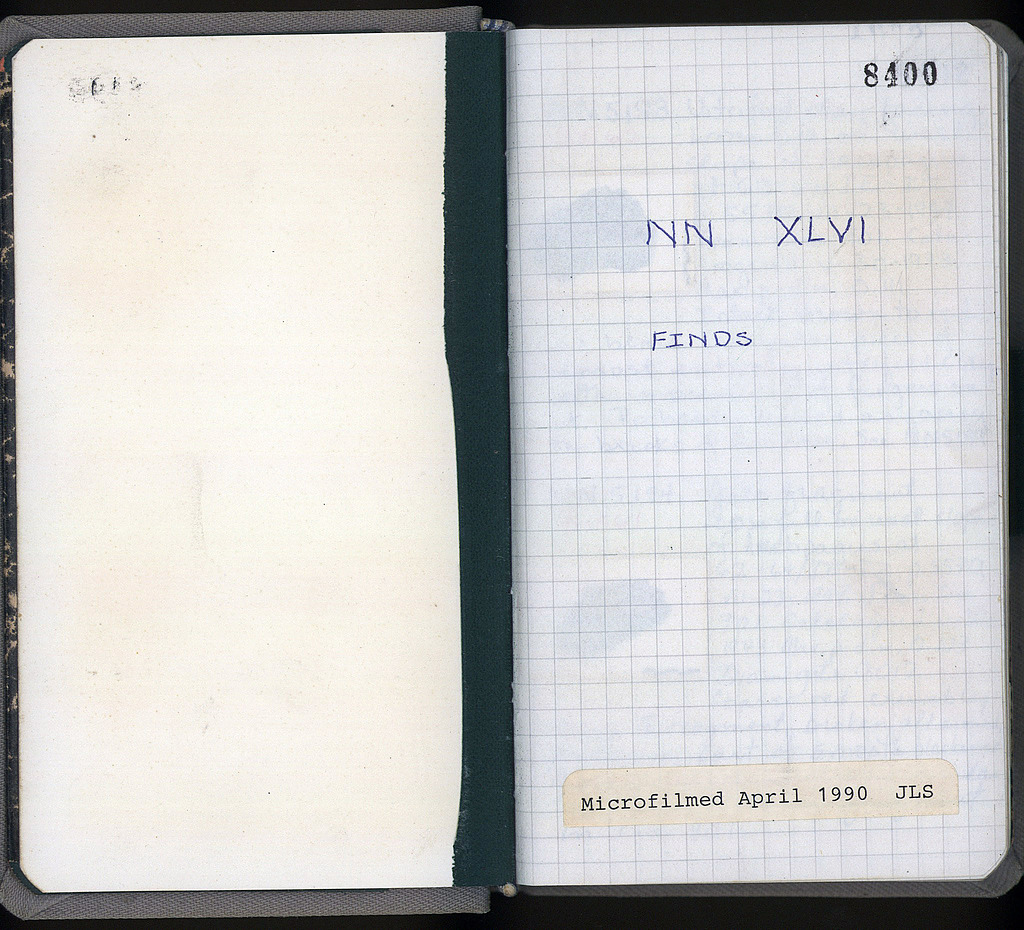 8400
NN XLVI
FINDS
Microfilmed April 1990 JLS